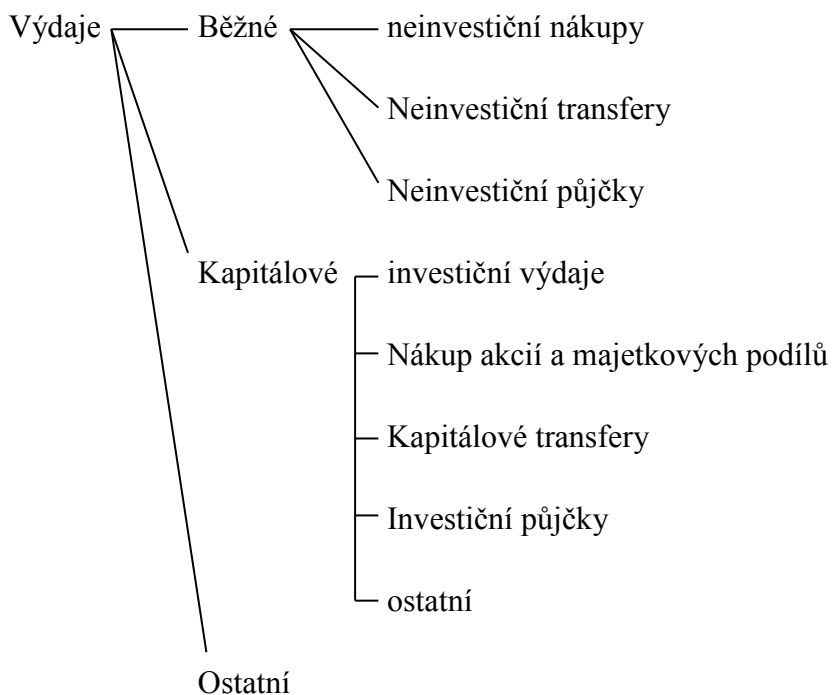 Výdaje Běžné neinvestiční nákupy
Neinvestiční transfery
Neinvestiční půjčky
Kapitálové investiční výdaje
Nákup akcií a majetkových podílů
Kapitálové transfery
Investiční půjčky
ostatní
Ostatní